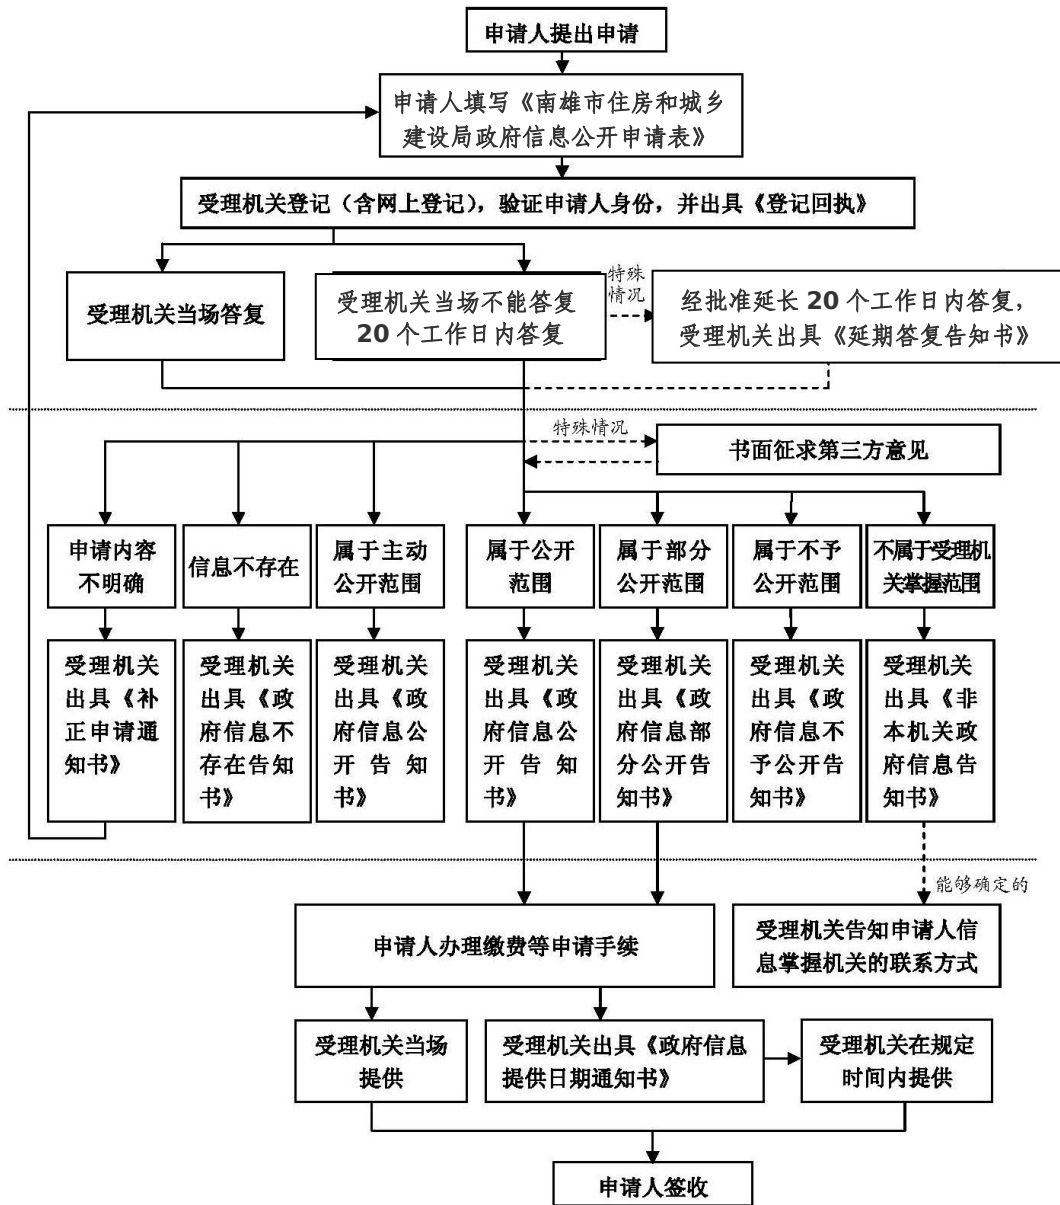 申请人提出申请
申请人填写《南雄市住房和城乡
建设局政府信息公开申请表》
受理机关登记（含网上登记），验证申请人身份，并出具《登记回执》
受理机关当场答复
受理机关当场不能答复
20 个工作日内答复
特殊
情况
经批准延长 20 个工作日内答复，
受理机关出具《延期答复告知书》
特殊情况
书面征求第三方意见
申请内容
不明确
信息不存在
属于主动
公开范围
属于公开
范围
属于部分
公开范围
属于不予
公开范围
不属于受理机
关掌握范围
受理机关
出具《补
正申请通
知书》
受理机关
出具《政
府信息不
存在告知
书》
受理机关
出具《政
府信息公
开告知
书》
受理机关
出具《政
府信息公
开告知
书》
受理机关
出具《政
府信息部
分公开告
知书》
受理机关
出具《政
府信息不
予公开告
知书》
受理机关
出具《非
本机关政
府信息告
知书》
能够确定的
申请人办理缴费等申请手续
受理机关告知申请人信
息掌握机关的联系方式
受理机关当场
提供
受理机关出具《政府信息
提供日期通知书》
受理机关在规定
时间内提供
申请人签收